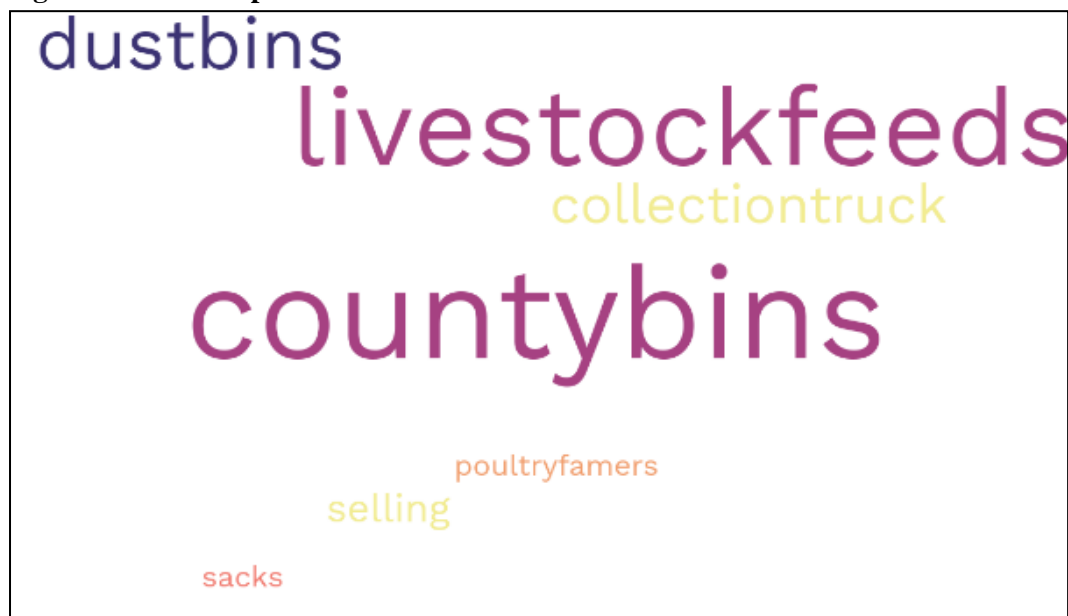 dustbins
livestockfeeds
collectiontruck
countybins
poultryfamers
selling
sacks